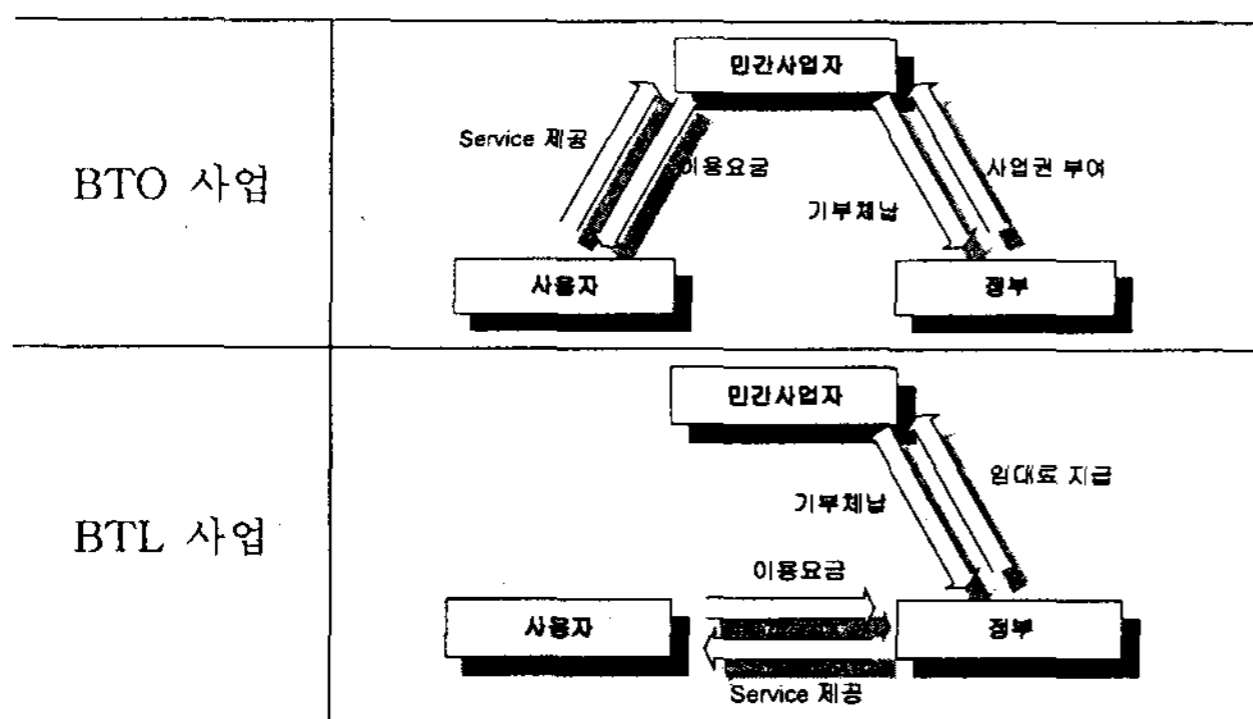 민간사업자
Service 제공
이용요금
사업권 부여
기부체납
BTO 사업
사용자
정부
민간사업자
임대료 지급
기부체납
BTL 사업
이용요금
사용자
정부
Service 제공